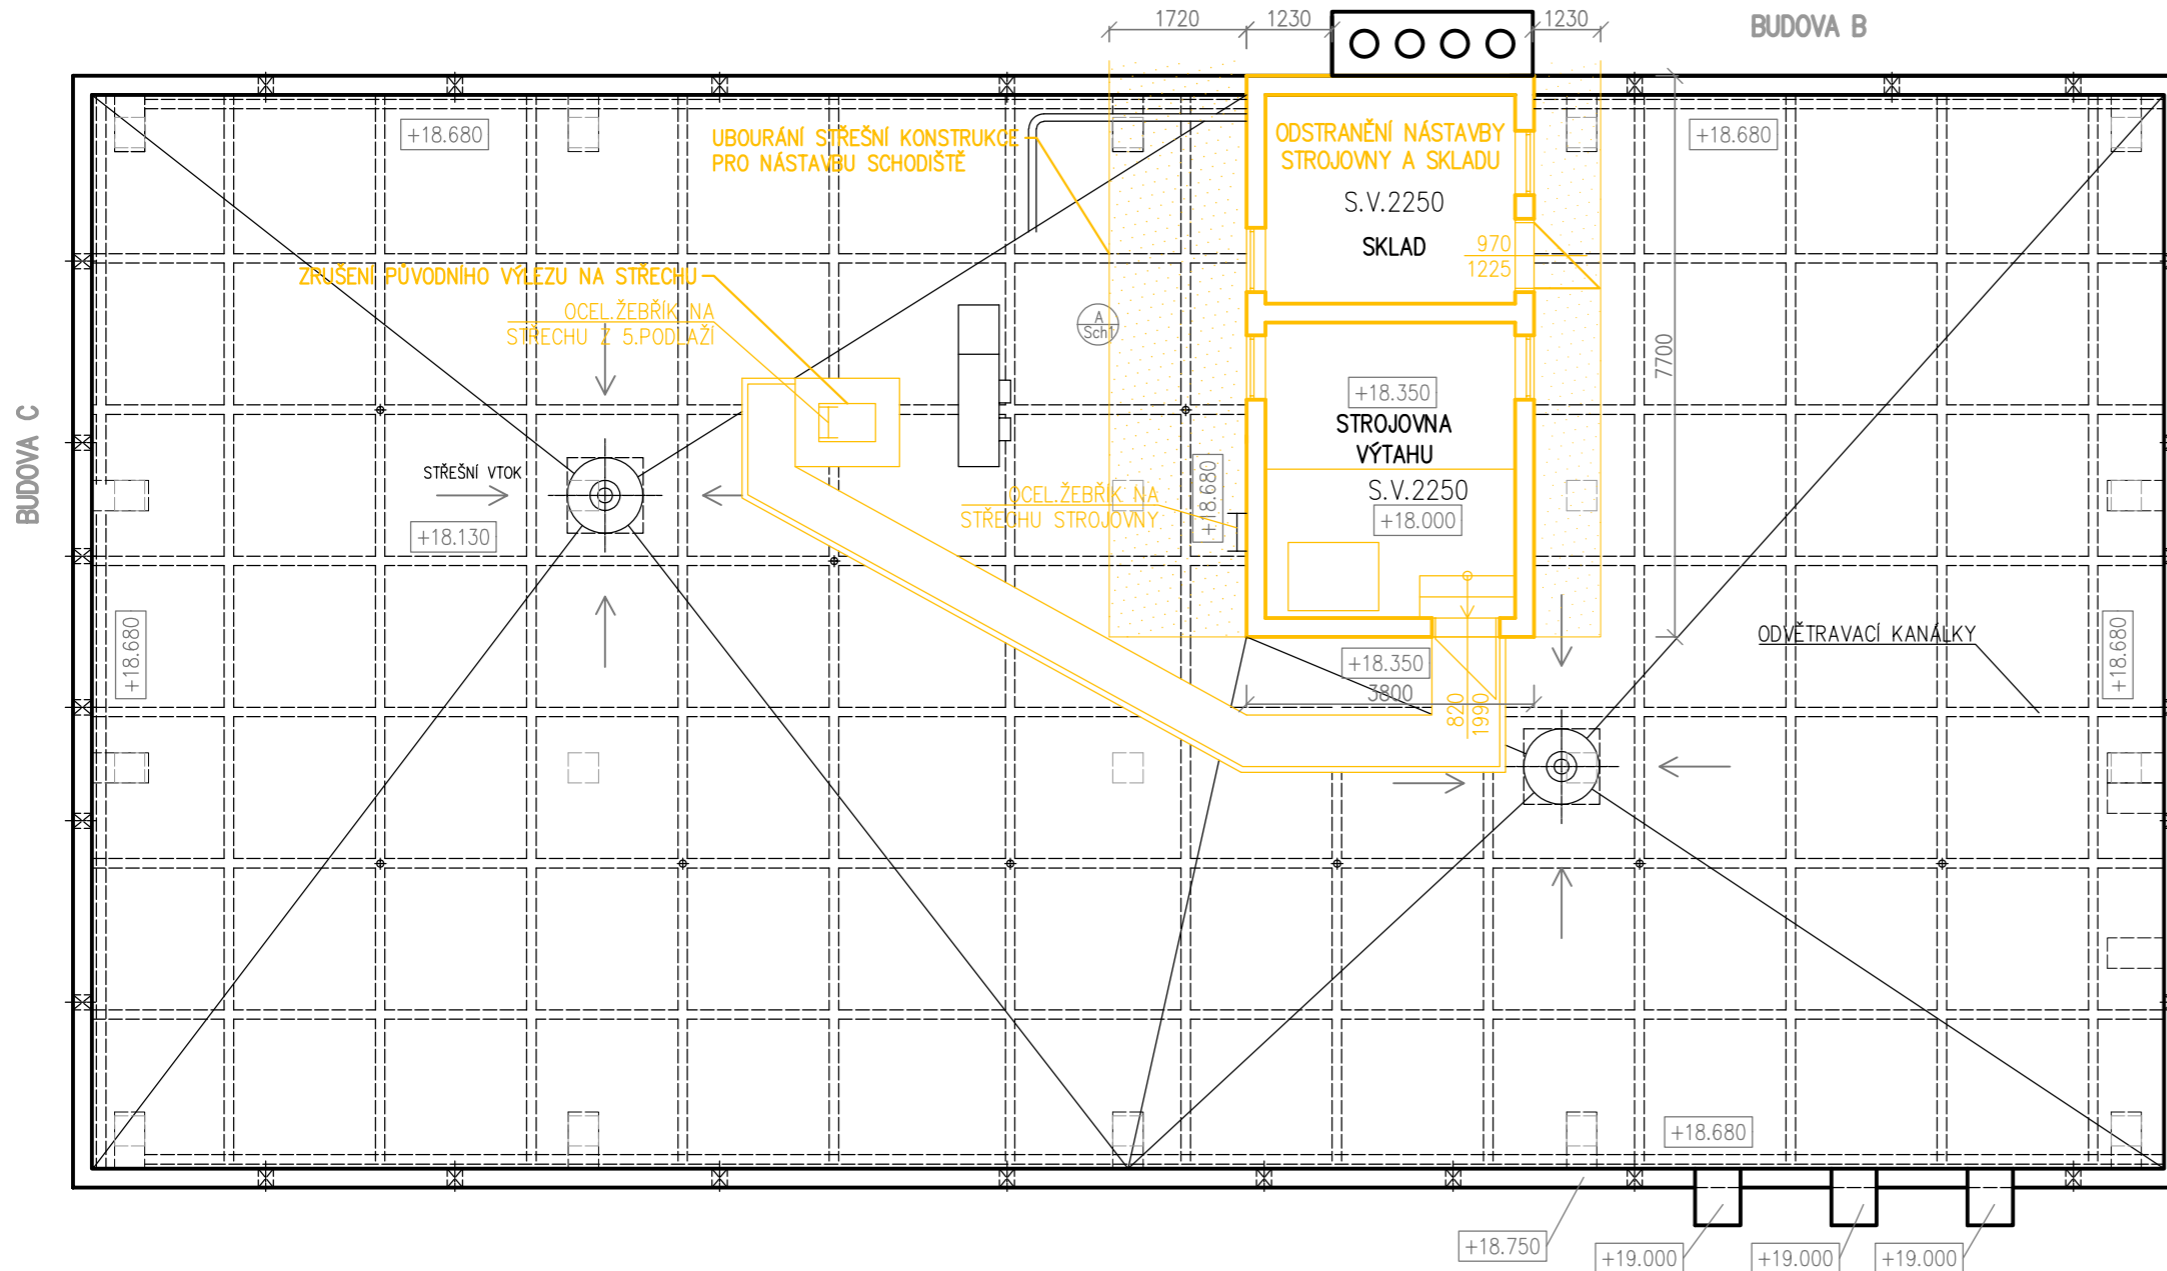 1720
1230
1230
BUDOVA B
+18.680
UBOURÁNÍ STŘEŠNÍ KONSTRUKCE
PRO NÁSTAVBU SCHODIŠTĚ
ODSTRANĚNÍ NÁSTAVBY
STROJOVNY A SKLADU
+18.680
S.V.2250
SKLAD
970
1225
ZRUŠENÍ PŮVODNÍHO VÝLEZU NA STŘECHU
OCEL.ŽEBŘÍK NA
STŘECHU Z 5.PODLAŽÍ
A
Sch1
7700
+18.350
STROJOVNA
VÝTAHU
BUDOVA C
STŘEŠNÍ VTOK
+18.130
OCEL.ŽEBŘÍK NA
STŘECHU STROJOVNY
+18.680
S.V.2250
+18.000
+18.680
+18.350
3800
820
1990
ODVĚTRAVACÍ KANÁLKY
+18.680
+18.680
+18.750
+19.000
+19.000
+19.000